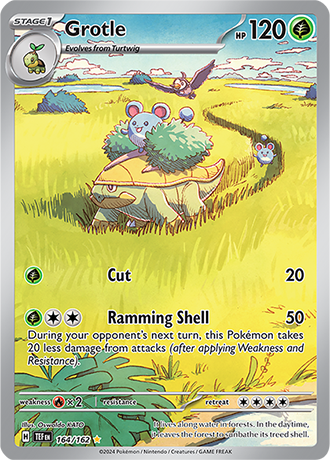 STAGE 1
Grotle
HP 120
Evolves from Turtwig
Cut 20
Ramming Shell 50
During your opponent's next turn, this Pokémon takes
20 less damage from attacks (after applying Weakness and
Resistance).
weakness × 2 resistance retreat
Illus. Oswaldo KATO
It lives along water in forests. In the daytime,
it leaves the forest to sunbathe its treed shell.
H TEF EN 164/162
©2024 Pokémon / Nintendo / Creatures / GAME FREAK